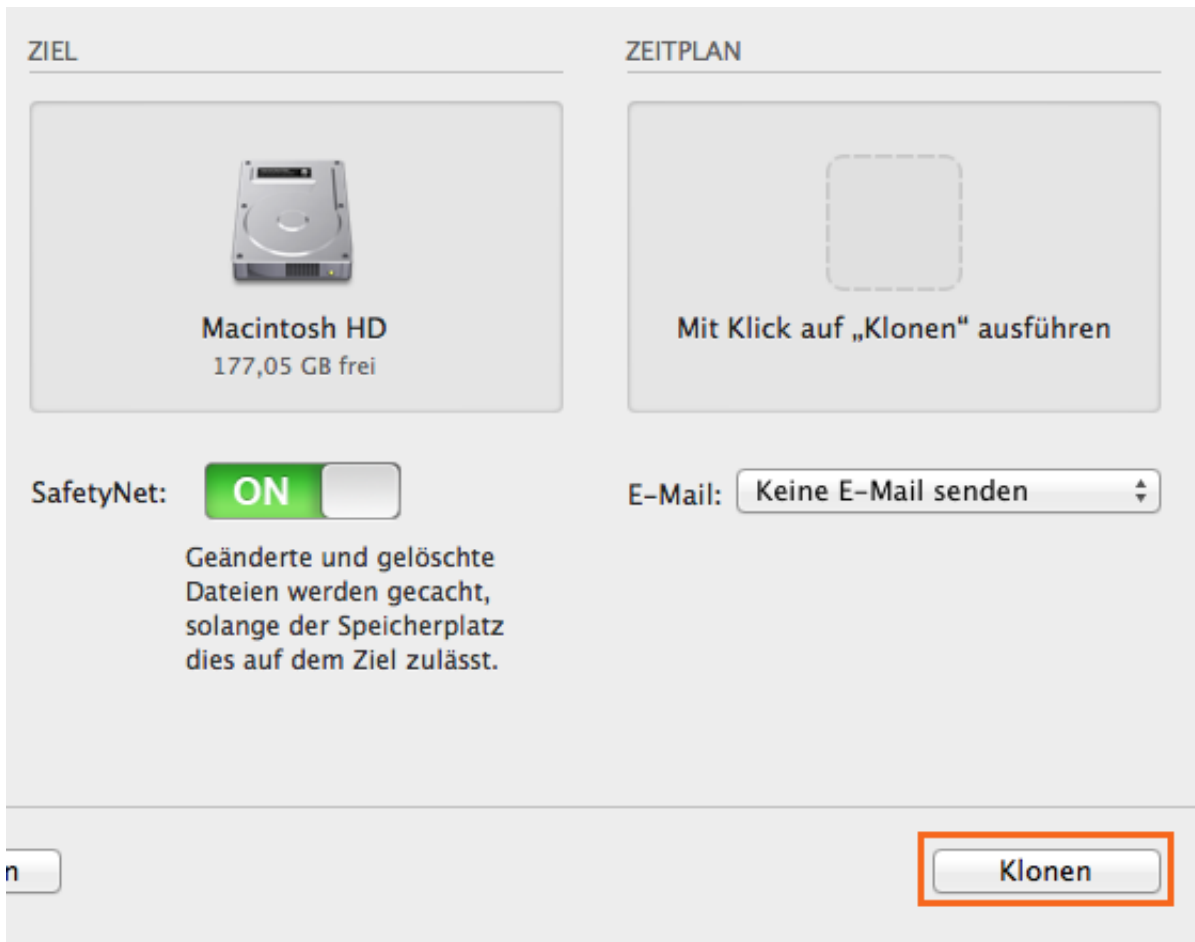 ZIEL
ZEITPLAN
Macintosh HD
177,05 GB frei
Mit Klick auf „Klonen“ ausführen
SafetyNet:
ON
Geänderte und gelöschte
Dateien werden gecacht,
solange der Speicherplatz
dies auf dem Ziel zulässt.
E-Mail:
Keine E-Mail senden
n
Klonen